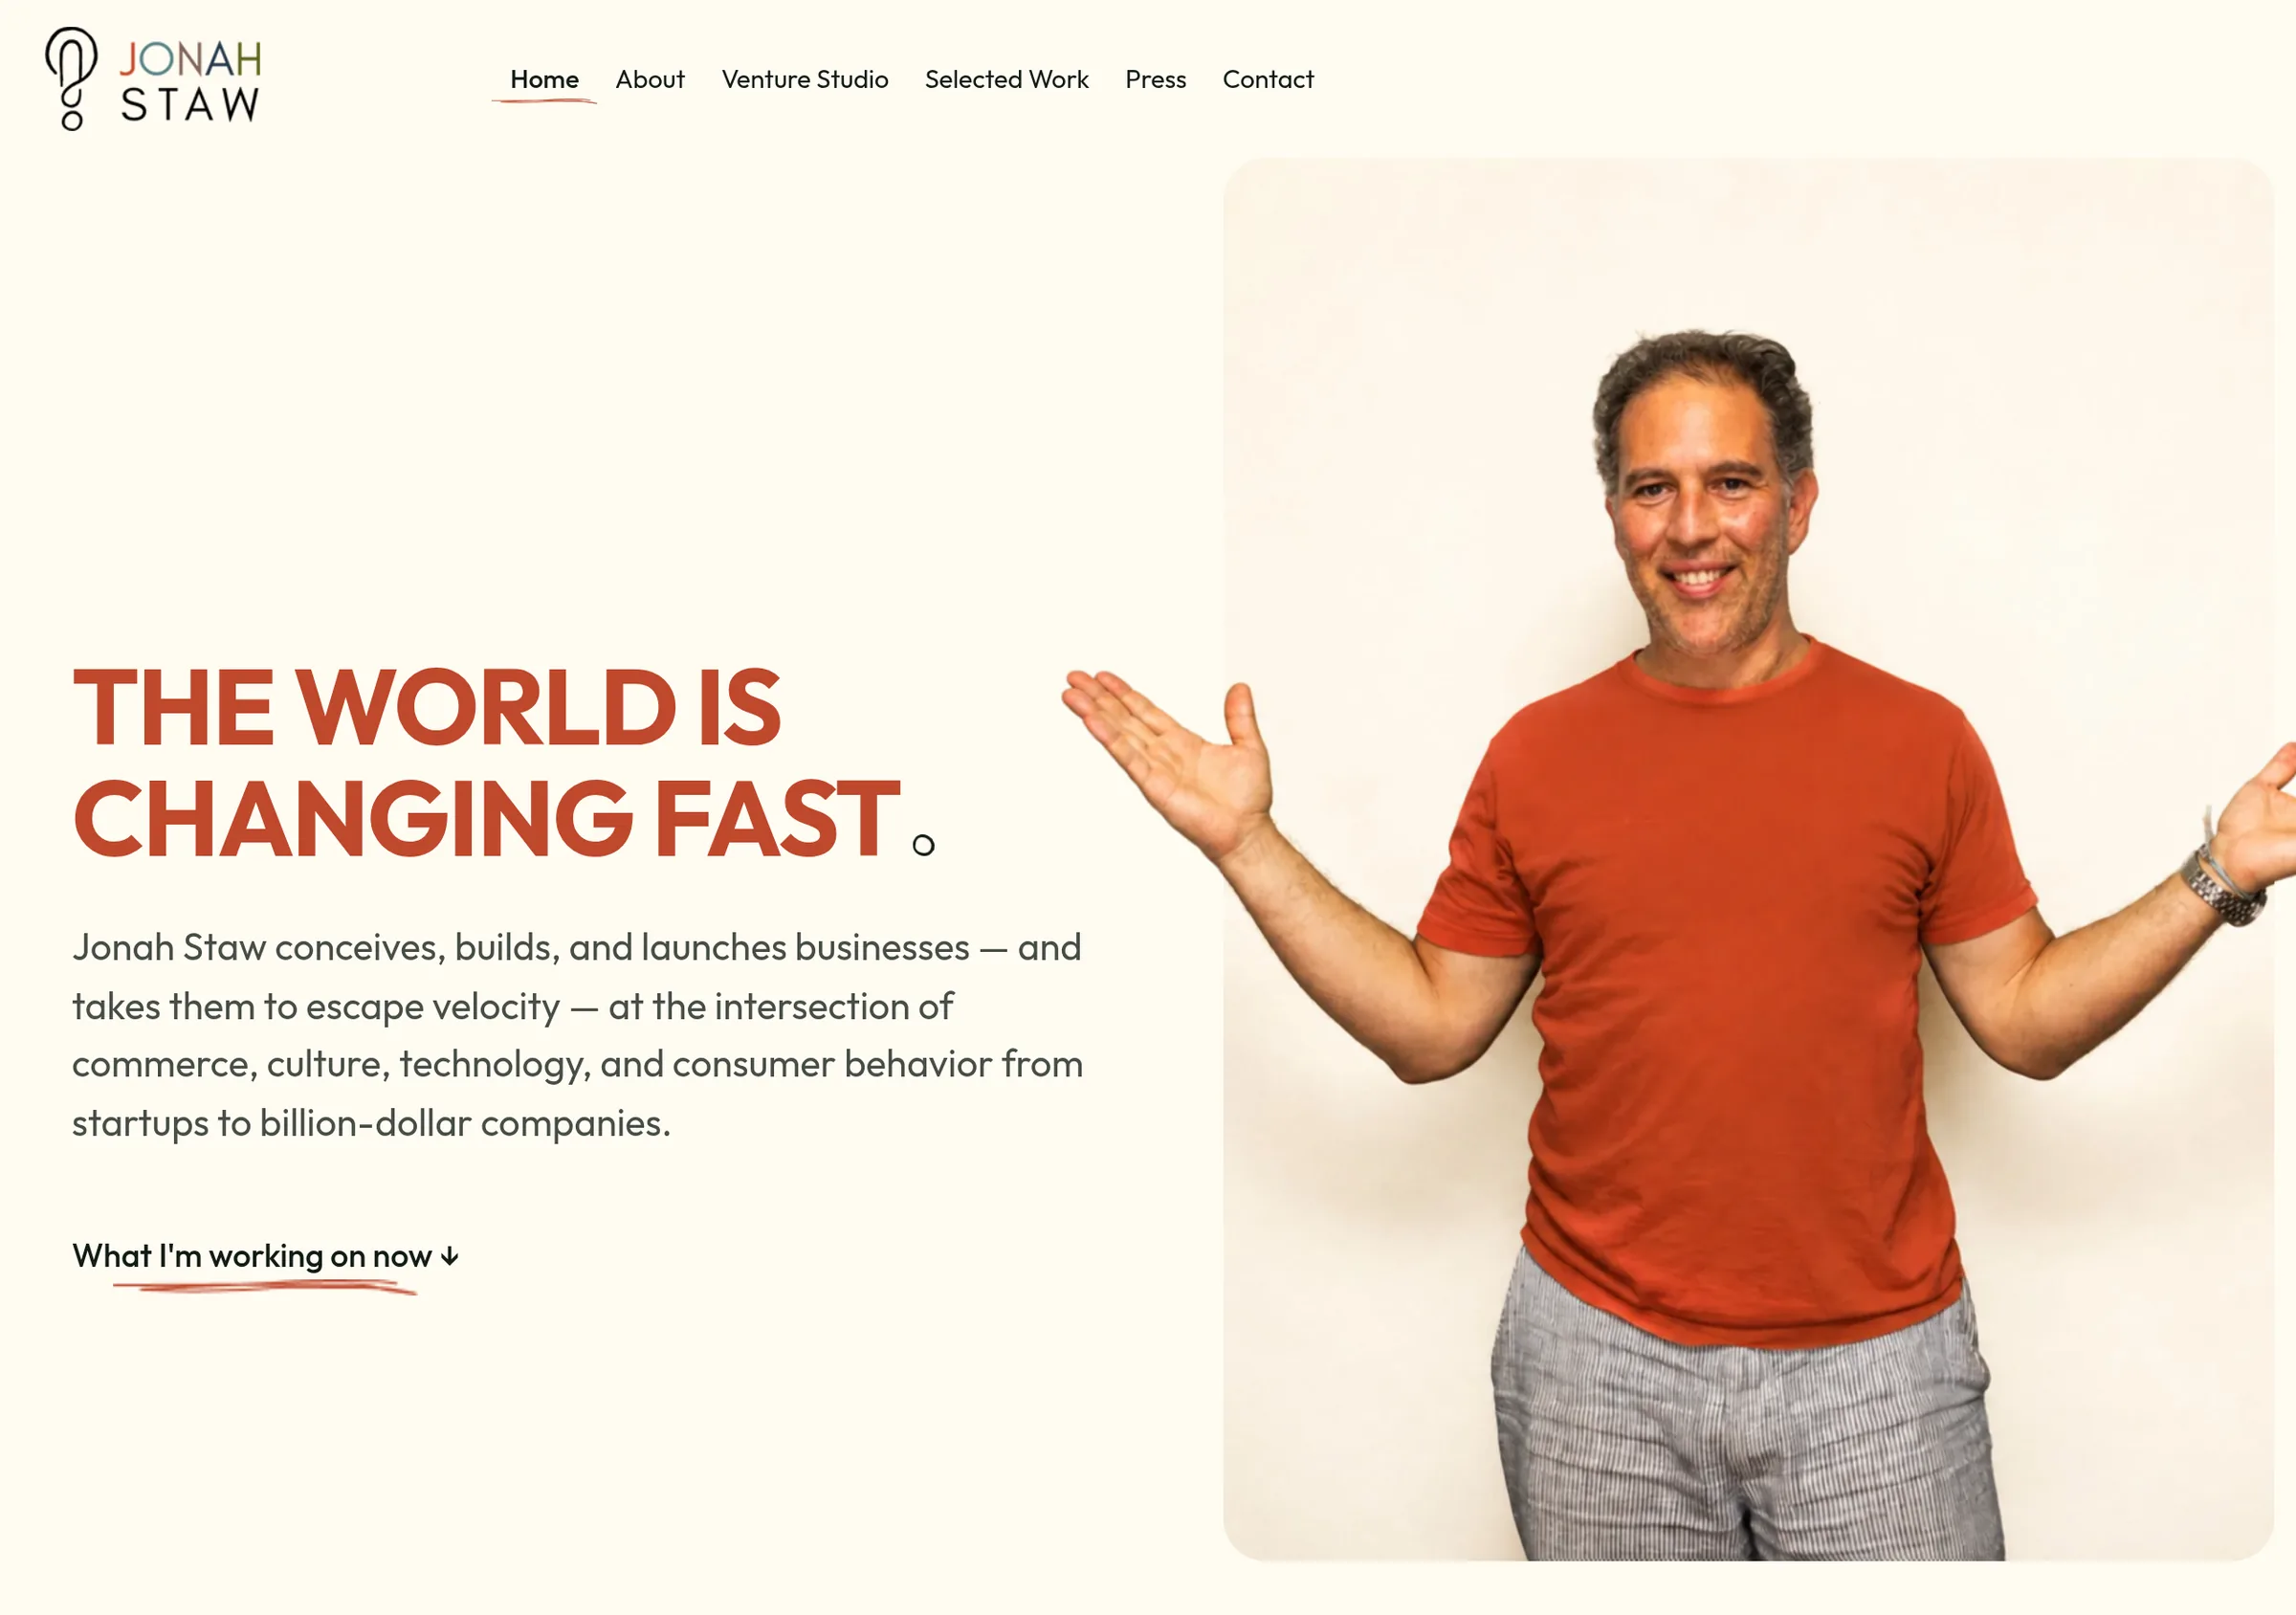 JONAH
STAW
Home About Venture Studio Selected Work Press Contact
THE WORLD IS
CHANGING FAST.
Jonah Staw conceives, builds, and launches businesses — and
takes them to escape velocity — at the intersection of
commerce, culture, technology, and consumer behavior from
startups to billion-dollar companies.
What I'm working on now ↓